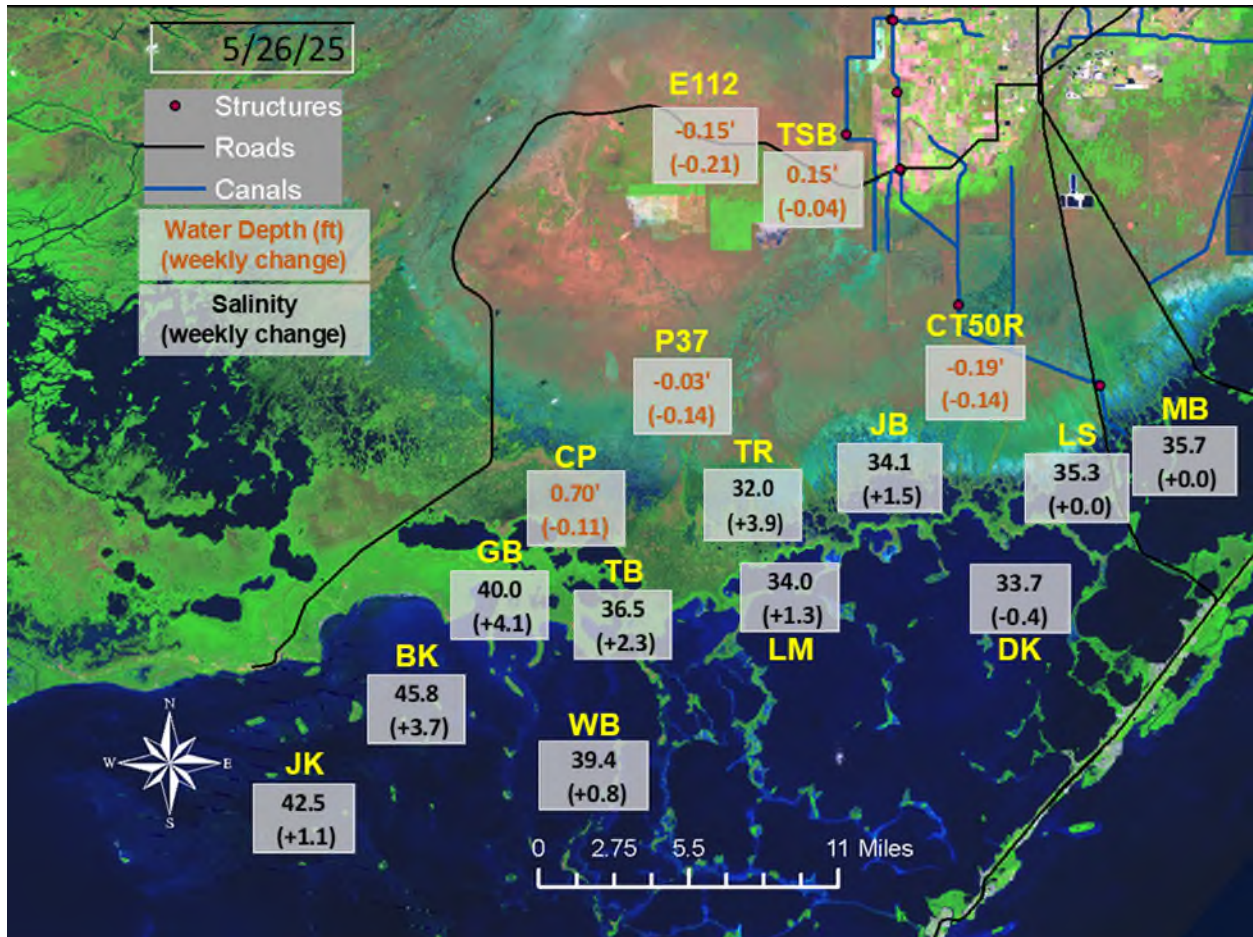 5/26/25
Structures
Roads
Canals
Water Depth (ft)
(weekly change)
Salinity
(weekly change)
E112
-0.15'
(-0.21)
TSB
0.15'
(-0.04)
P37
-0.03'
(-0.14)
CT50R
-0.19'
(-0.14)
CP
0.70'
(-0.11)
TR
32.0
(+3.9)
JB
34.1
(+1.5)
LS
35.3
(+0.0)
MB
35.7
(+0.0)
GB
40.0
(+4.1)
TB
36.5
(+2.3)
34.0
(+1.3)
LM
33.7
(-0.4)
DK
BK
45.8
(+3.7)
WB
39.4
(+0.8)
JK
42.5
(+1.1)
N
W E
S
0 2.75 5.5 11 Miles